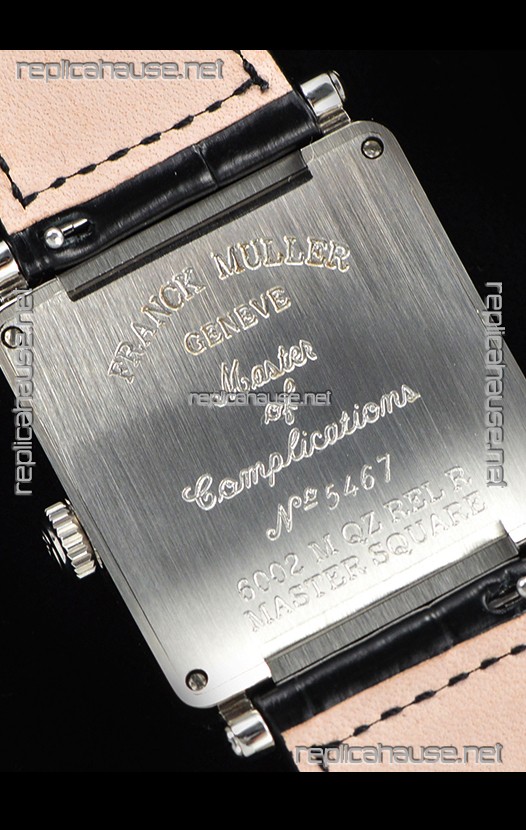 replicahause.net
replicahause.net
FRANCK MULLER
GENEVE
Master
replicahause.net
of
Complications
Nº 5467
6002 M QZ REL R
MASTER SQUARE
replicahause.net
replicahause.net
replicahause.net